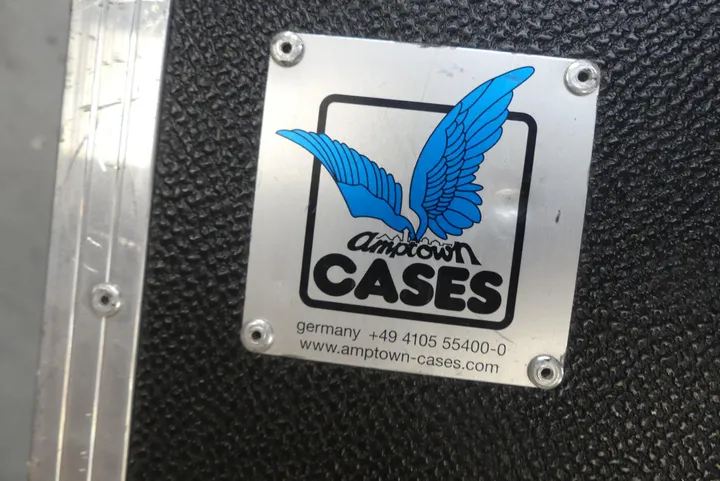 amptown
CASES
germany +49 4105 55400-0
www.amptown-cases.com